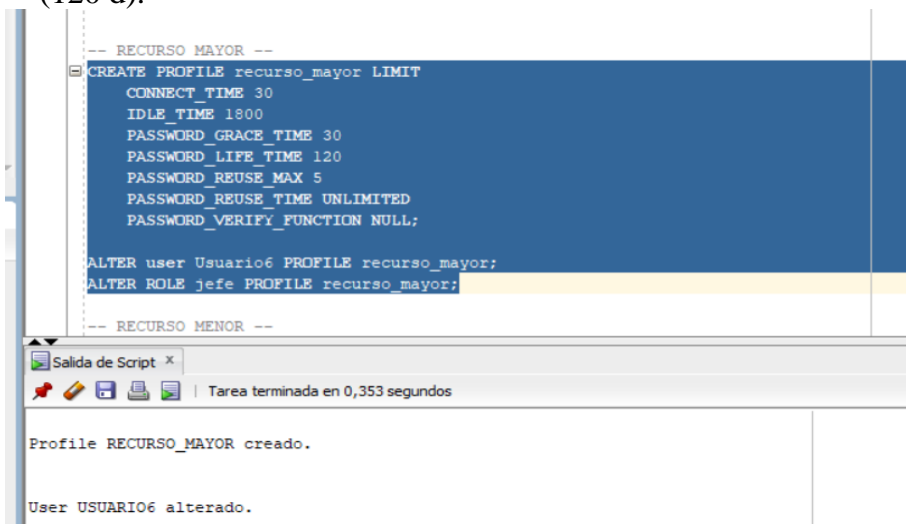 (120 d).
-- RECURSO MAYOR --
CREATE PROFILE recurso_mayor LIMIT
CONNECT_TIME 30
IDLE_TIME 1800
PASSWORD_GRACE_TIME 30
PASSWORD_LIFE_TIME 120
PASSWORD_REUSE_MAX 5
PASSWORD_REUSE_TIME UNLIMITED
PASSWORD_VERIFY_FUNCTION NULL;
ALTER user Usuario6 PROFILE recurso_mayor;
ALTER ROLE jefe PROFILE recurso_mayor;
-- RECURSO MENOR --
Salida de Script x
Tarea terminada en 0,353 segundos
Profile RECURSO_MAYOR creado.
User USUARIO6 alterado.